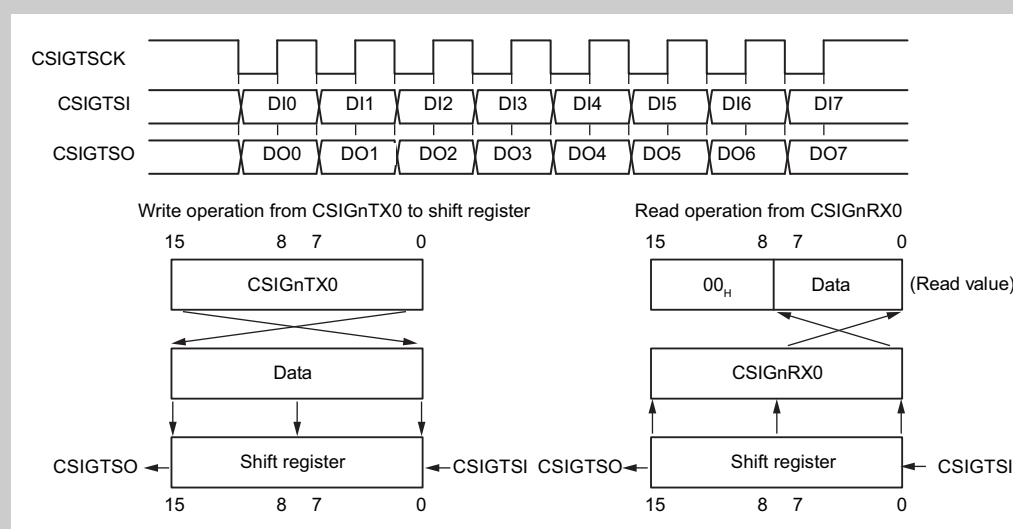 CSIGTSCK
CSIGTSI DI0 DI1 DI2 DI3 DI4 DI5 DI6 DI7
CSIGTSO DO0 DO1 DO2 DO3 DO4 DO5 DO6 DO7
Write operation from CSIGnTX0 to shift register
15 8 7 0
CSIGnTX0
Data
CSIGTSO Shift register CSIGTSI
15 8 7 0
Read operation from CSIGnRX0
15 8 7 0
00H Data (Read value)
CSIGnRX0
CSIGTSO Shift register CSIGTSI
15 8 7 0